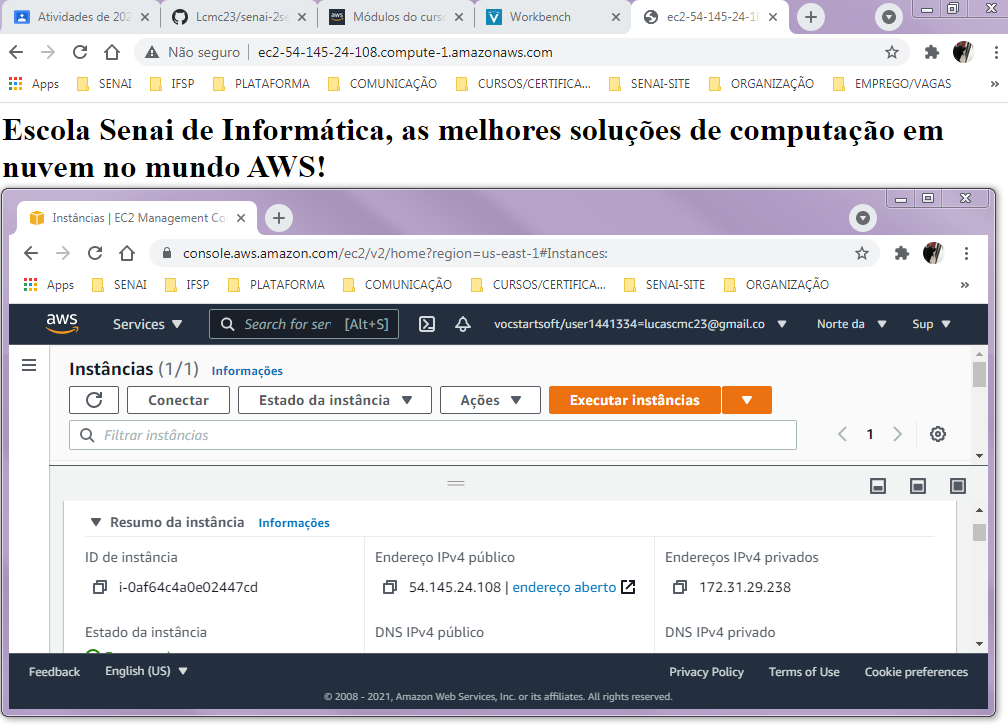 Atividades de 202
Lcmc23/senai-2se
Módulos do curso
Workbench
ec2-54-145-24-10
Não seguro
ec2-54-145-24-108.compute-1.amazonaws.com
Apps
SENAI
IFSP
PLATAFORMA
COMUNICAÇÃO
CURSOS/CERTIFICA...
SENAI-SITE
ORGANIZAÇÃO
EMPREGO/VAGAS
»
Escola Senai de Informática, as melhores soluções de computação em
nuvem no mundo AWS!
Instâncias | EC2 Management Co
console.aws.amazon.com/ec2/v2/home?region=us-east-1#Instances:
Apps
SENAI
IFSP
PLATAFORMA
COMUNICAÇÃO
CURSOS/CERTIFICA...
SENAI-SITE
ORGANIZAÇÃO
»
aws
Services
Search for ser [Alt+S]
vocstartsoft/user1441334=lucascmc23@gmail.co
Norte da
Sup
Instâncias (1/1) Informações
Conectar
Estado da instância
Ações
Executar instâncias
Filtrar instâncias
1
Resumo da instância Informações
ID de instância
i-0af64c4a0e02447cd
Endereço IPv4 público
54.145.24.108 | endereço aberto
Endereços IPv4 privados
172.31.29.238
Estado da instância
DNS IPv4 público
DNS IPv4 privado
Feedback
English (US)
Privacy Policy
Terms of Use
Cookie preferences
© 2008 - 2021, Amazon Web Services, Inc. or its affiliates. All rights reserved.